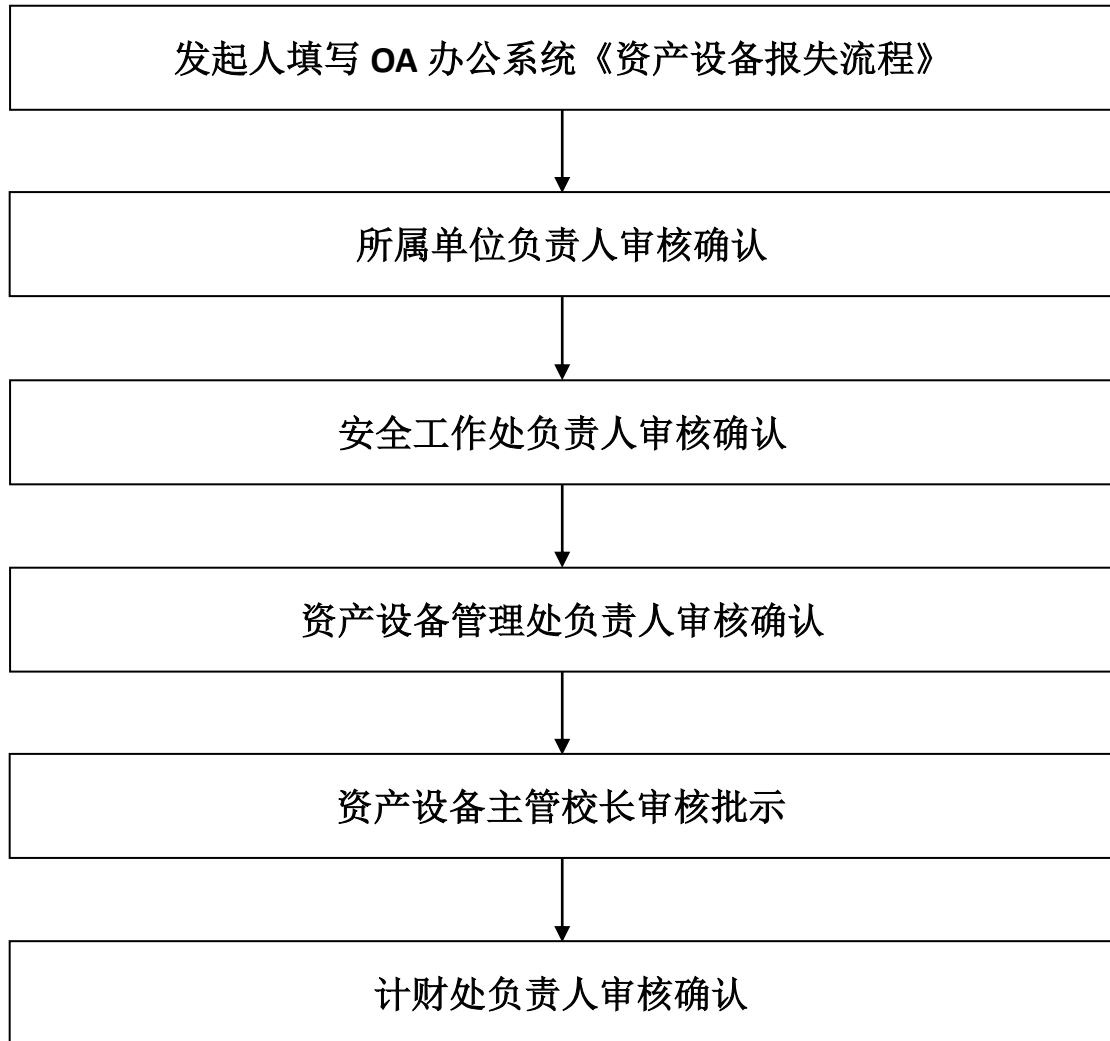 发起人填写 OA 办公系统《资产设备报失流程》
所属单位负责人审核确认
安全工作处负责人审核确认
资产设备管理处负责人审核确认
资产设备主管校长审核批示
计财处负责人审核确认